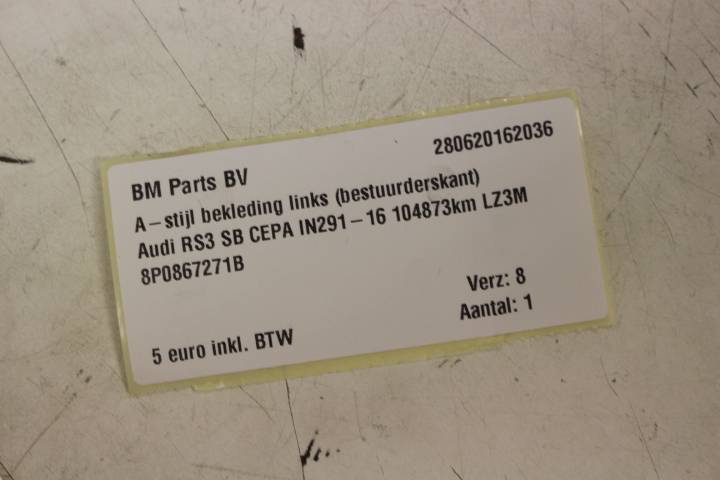 280620162036
BM Parts BV
A-stijl bekleding links (bestuurderskant)
Audi RS3 SB CEPA IN291-16 104873km LZ3M
8P0867271B
Verz: 8
Aantal: 1
5 euro inkl. BTW